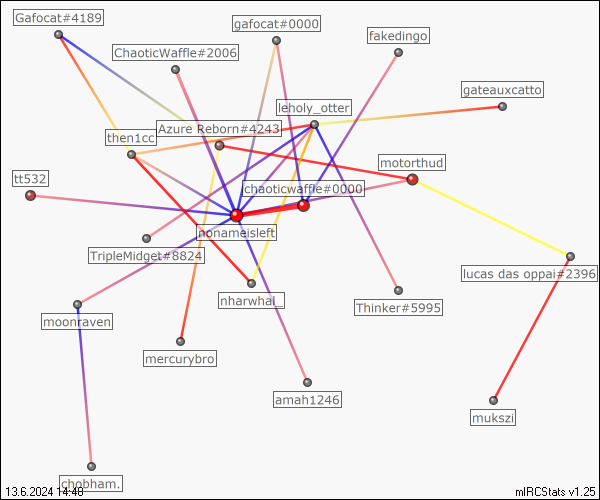 Gafocat#4189
gafocat#0000
fakedingo
ChaoticWaffle#2006
gateauxcatto
leholy_otter
Azure Reborn#4243
then1cc
motorthud
tt532
chaoticwaffle#0000
nonameisleft
TripleMidget#8824
lucas das oppai#2396
nharwhal_
Thinker#5995
moonraven
mercurybro
amah1246
mukszi
chobham.
13.6.2024 14:48
mIRCStats v1.25